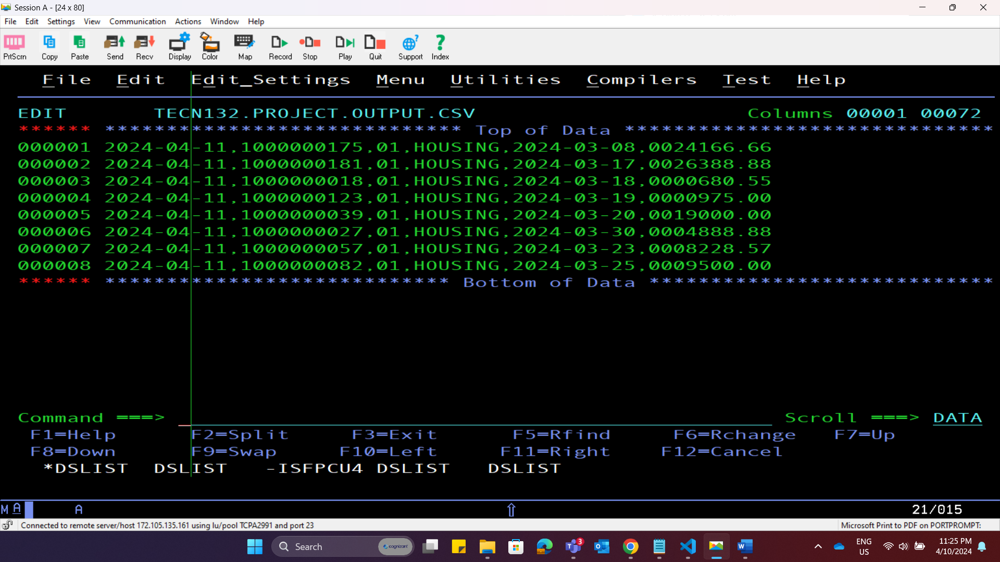 Session A - [24 x 80]
File Edit Settings View Communication Actions Window Help
PrtScrn Copy Paste Send Recv Display Color Map Record Stop Play Quit Support Index
File Edit Edit_Settings Menu Utilities Compilers Test Help
EDIT TECN132.PROJECT.OUTPUT.CSV Columns 00001 00072
****** ***************************** Top of Data ******************************
000001 2024-04-11,1000000175,01,HOUSING,2024-03-08,0024166.66
000002 2024-04-11,1000000181,01,HOUSING,2024-03-17,0026388.88
000003 2024-04-11,1000000018,01,HOUSING,2024-03-18,0000680.55
000004 2024-04-11,1000000123,01,HOUSING,2024-03-19,0000975.00
000005 2024-04-11,1000000039,01,HOUSING,2024-03-20,0019000.00
000006 2024-04-11,1000000027,01,HOUSING,2024-03-30,0004888.88
000007 2024-04-11,1000000057,01,HOUSING,2024-03-23,0008228.57
000008 2024-04-11,1000000082,01,HOUSING,2024-03-25,0009500.00
****** **************************** Bottom of Data ****************************
Command ===> Scroll ===> DATA
F1=Help F2=Split F3=Exit F5=Rfind F6=Rchange F7=Up
F8=Down F9=Swap F10=Left F11=Right F12=Cancel
*DSLIST DSLIST -ISFPCU4 DSLIST DSLIST
M A A 21/015
Connected to remote server/host 172.105.135.161 using lu/pool TCPA2991 and port 23 Microsoft Print to PDF on PORTPROMPT:
Search cognizant 3 ENG 11:25 PM
US 4/10/2024